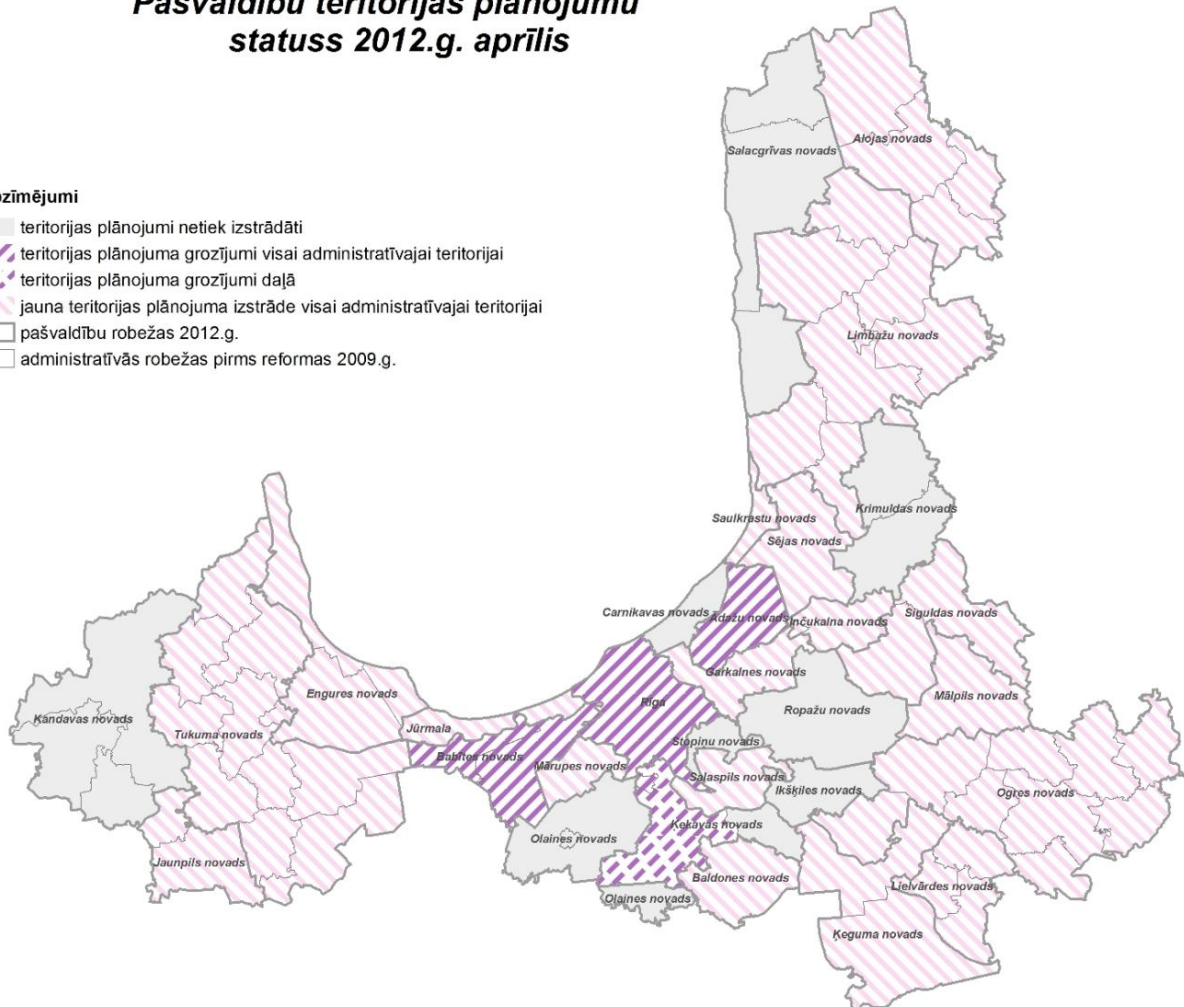 Pašvaldību teritorijas plānojumu
statuss 2012.g. aprīlis
pzīmējumi
teritorijas plānojumi netiek izstrādāti
teritorijas plānojuma grozījumi visai administratīvajai teritorijai
teritorijas plānojuma grozījumi daļā
jauna teritorijas plānojuma izstrāde visai administratīvajai teritorijai
pašvaldību robežas 2012.g.
administratīvās robežas pirms reformas 2009.g.
Alojas novads
Salacgrīvas novads
Limbažu novads
Krimuldas novads
Saulkrastu novads
Sējas novads
Carnikavas novads
Ādažu novads
Inčukalna novads
Siguldas novads
Garkalnes novads
Mālpils novads
Engures novads
Rīga
Ropažu novads
Kandavas novads
Tukuma novads
Jūrmala
Stopiņu novads
Babītes novads
Mārupes novads
Salaspils novads
Ikšķiles novads
Ogres novads
Ķekavas novads
Olaines novads
Jaunpils novads
Baldones novads
Lielvārdes novads
Olaines novads
Ķeguma novads